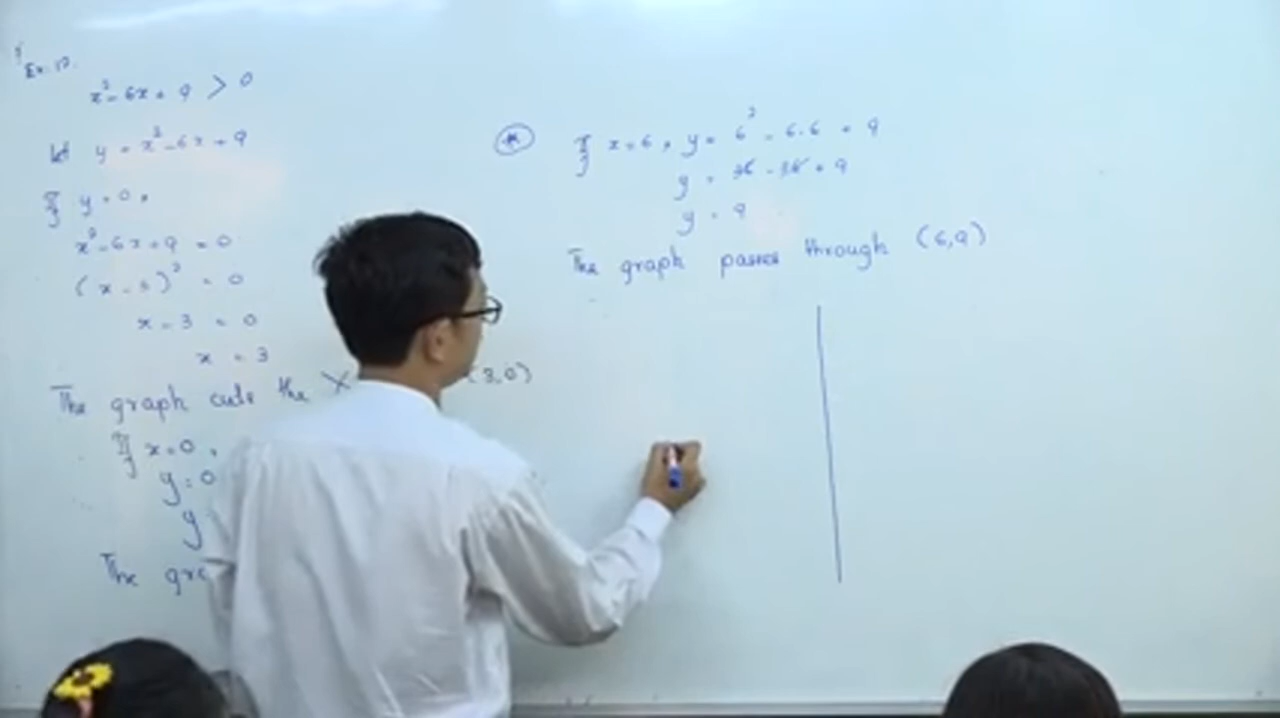 Ex. 10.
x² - 6x + 9 > 0
let y = x² - 6x + 9
If y = 0,
x² - 6x + 9 = 0
(x - 3)² = 0
x - 3 = 0
x = 3
The graph cuts the X (3,0)
If x = 0,
y = 0
y
The gra
* If x = 6, y = 6² - 6.6 + 9
y = 36 - 36 + 9
y = 9
The graph passes through (6,9)